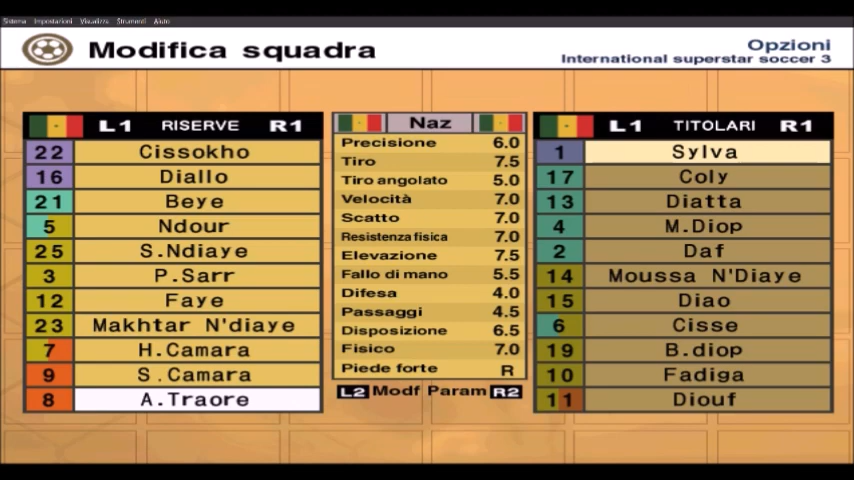 Sistema Impostazioni Visualizza Strumenti Aiuto
Modifica squadra
Opzioni
International superstar soccer 3
L1 RISERVE R1
22 Cissokho
16 Diallo
21 Beye
5 Ndour
25 S.Ndiaye
3 P.Sarr
12 Faye
23 Makhtar N'diaye
7 H.Camara
9 S.Camara
8 A.Traore
Naz
Precisione 6.0
Tiro 7.5
Tiro angolato 5.0
Velocità 7.0
Scatto 7.0
Resistenza fisica 7.0
Elevazione 7.5
Fallo di mano 5.5
Difesa 4.0
Passaggi 4.5
Disposizione 6.5
Fisico 7.0
Piede forte R
L2 Modf Param R2
L1 TITOLARI R1
1 Sylva
17 Coly
13 Diatta
4 M.Diop
2 Daf
14 Moussa N'Diaye
15 Diao
6 Cisse
19 B.diop
10 Fadiga
11 Diouf